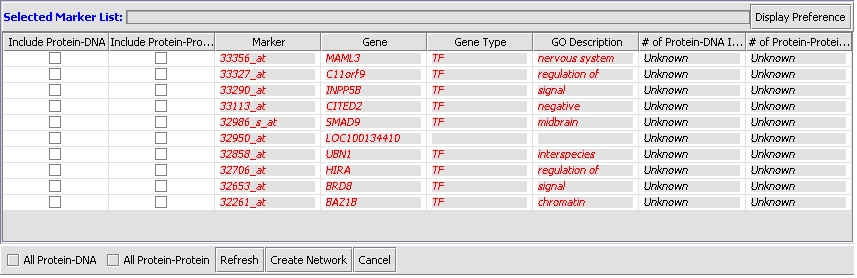 Selected Marker List: Display Preference
Include Protein-DNA Include Protein-Pro... Marker Gene Gene Type GO Description # of Protein-DNA I... # of Protein-Protei...
33356_at MAML3 TF nervous system Unknown Unknown
33327_at C11orf9 TF regulation of Unknown Unknown
33290_at INPP5B TF signal Unknown Unknown
33113_at CITED2 TF negative Unknown Unknown
32986_s_at SMAD9 TF midbrain Unknown Unknown
32950_at LOC100134410 Unknown Unknown
32858_at UBN1 TF interspecies Unknown Unknown
32706_at HIRA TF regulation of Unknown Unknown
32653_at BRD8 TF signal Unknown Unknown
32261_at BAZ1B TF chromatin Unknown Unknown
All Protein-DNA All Protein-Protein Refresh Create Network Cancel